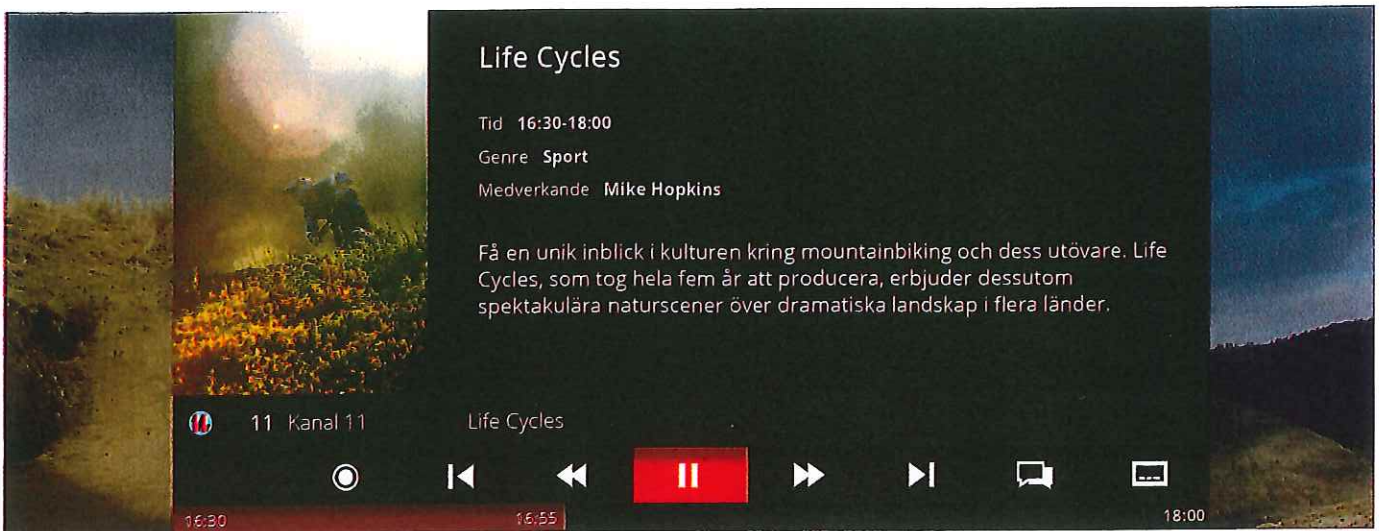 Life Cycles
Tid 16:30-18:00
Genre Sport
Medverkande Mike Hopkins
Få en unik inblick i kulturen kring mountainbiking och dess utövare. Life
Cycles, som tog hela fem år att producera, erbjuder dessutom
spektakulära naturscener över dramatiska landskap i flera länder.
11 11 Kanal 11 Life Cycles
16:30 16:55 18:00